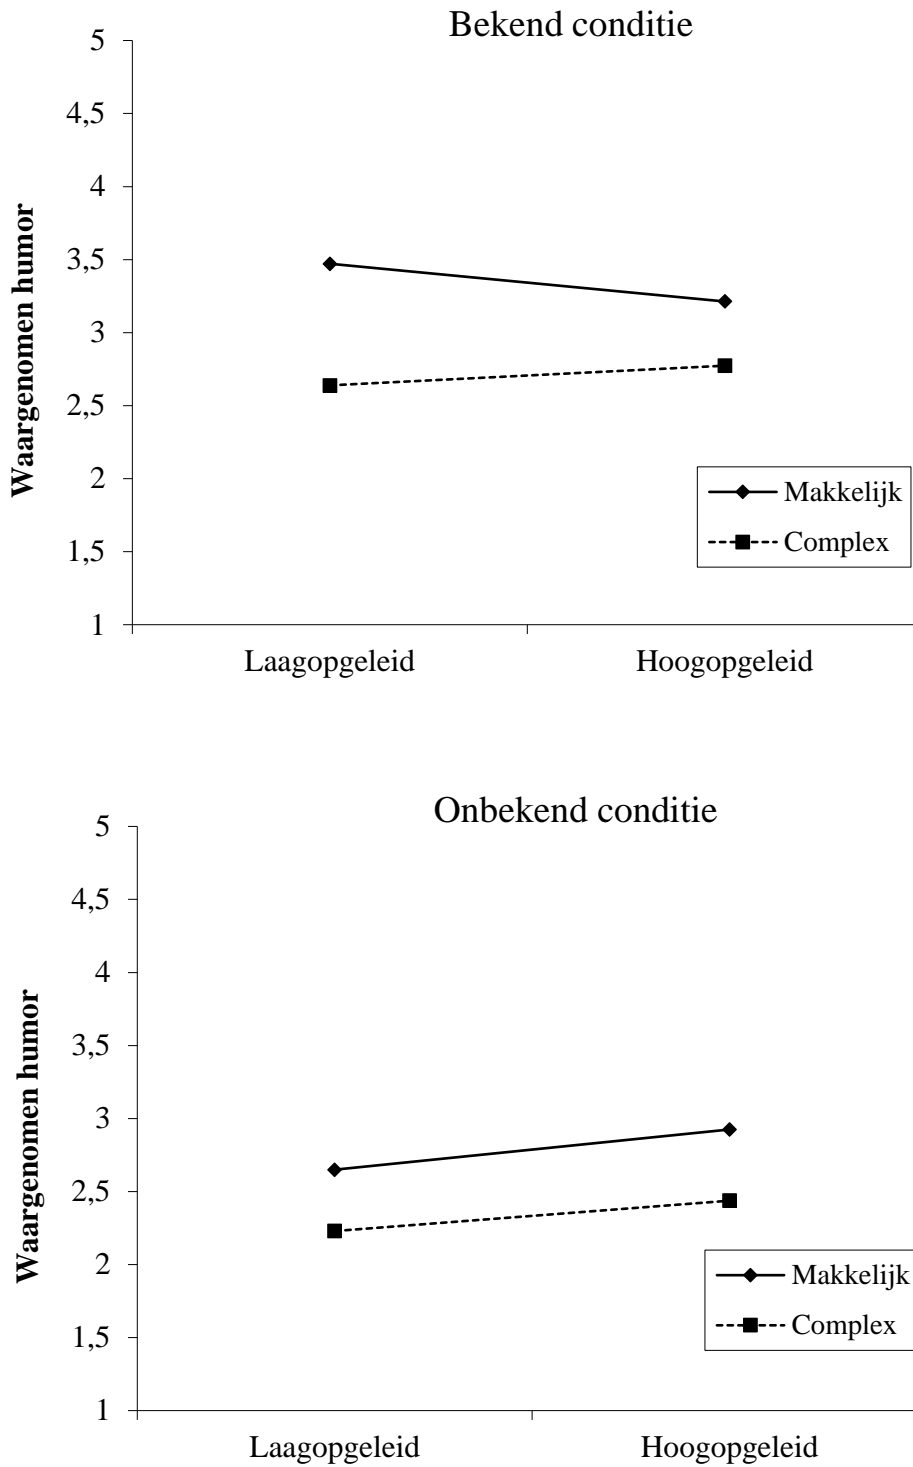 Bekend conditie
5
4,5
4
3,5
3
2,5
2
1,5
1
Waargenomen humor
Makkelijk
Complex
Laagopgeleid
Hoogopgeleid
Onbekend conditie
5
4,5
4
3,5
3
2,5
2
1,5
1
Waargenomen humor
Makkelijk
Complex
Laagopgeleid
Hoogopgeleid